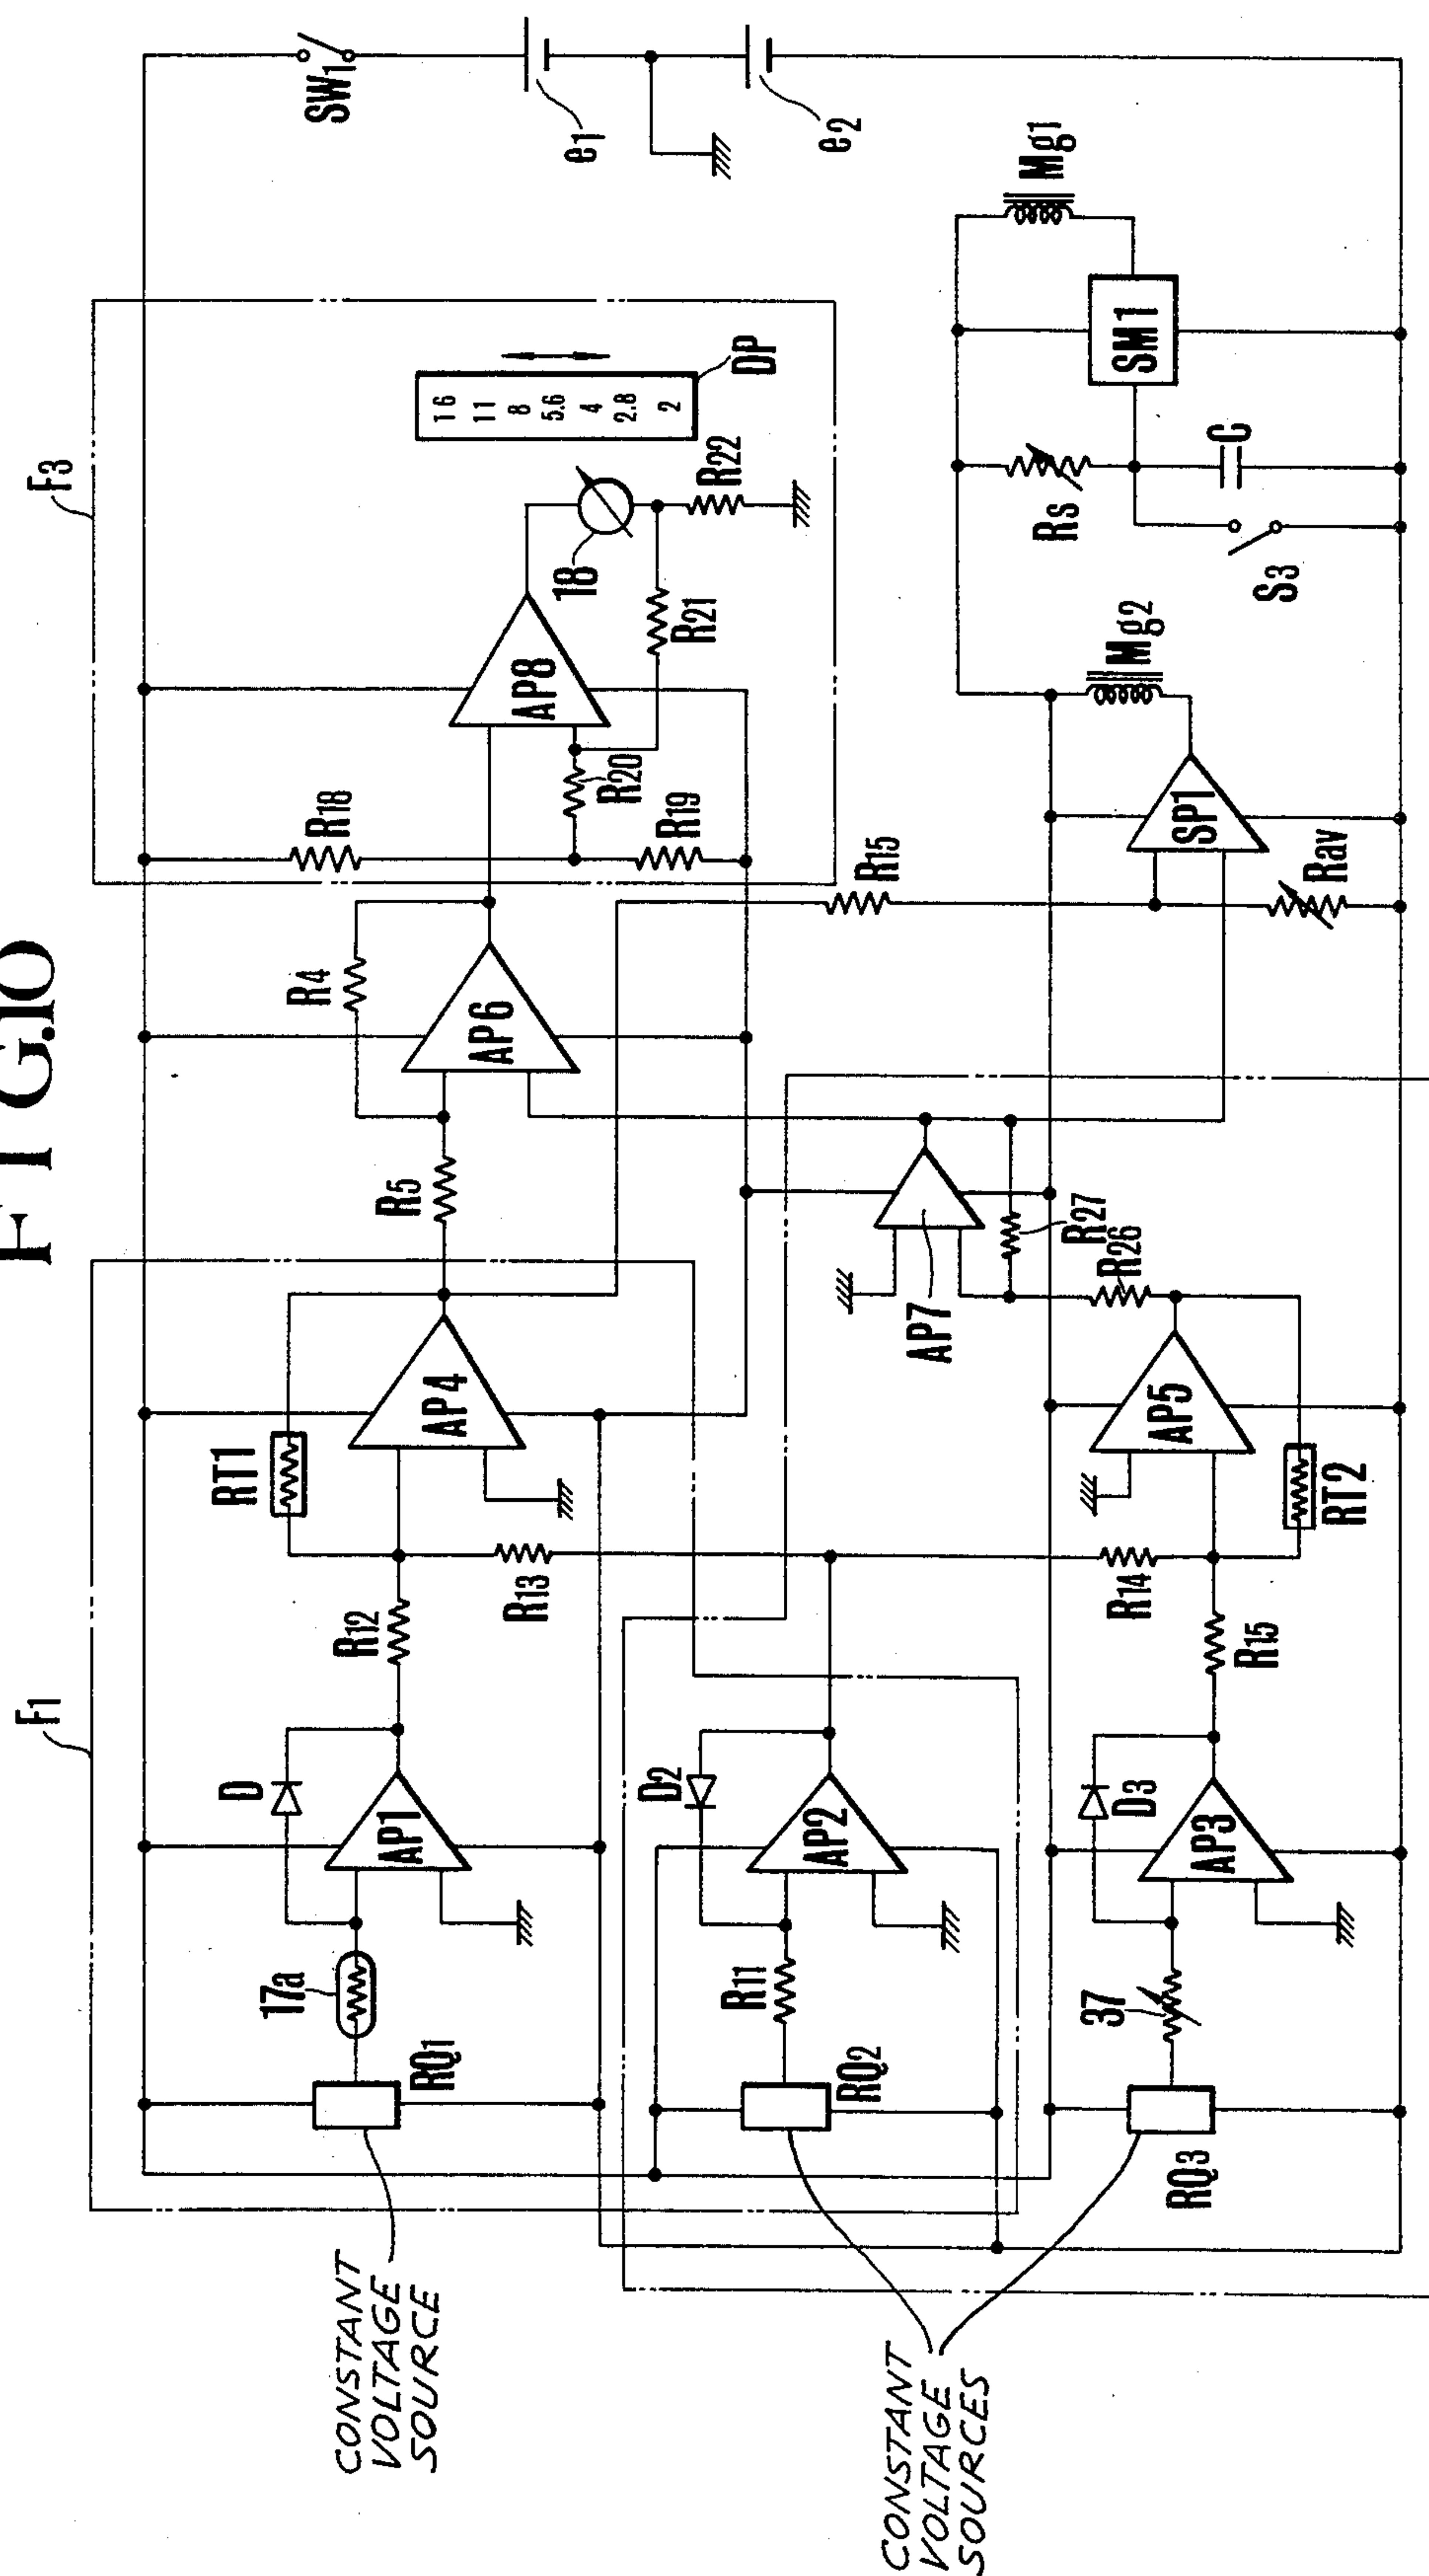 FIG.10
F1
F3
CONSTANT
VOLTAGE
SOURCE
RQ1
17a
D
AP1
R12
RT1
AP4
R5
R4
AP6
R18
R20
R19
AP8
R21
18
R22
DP
16
11
8
5.6
4
2.8
2
SW1
e1
e2
CONSTANT
VOLTAGE
SOURCES
RQ2
R11
D2
AP2
R13
R14
AP7
R27
R26
R15
RQ3
37
D3
AP3
R15
AP5
RT2
SP1
Rav
Mg2
S3
Rs
C
SM1
Mg1